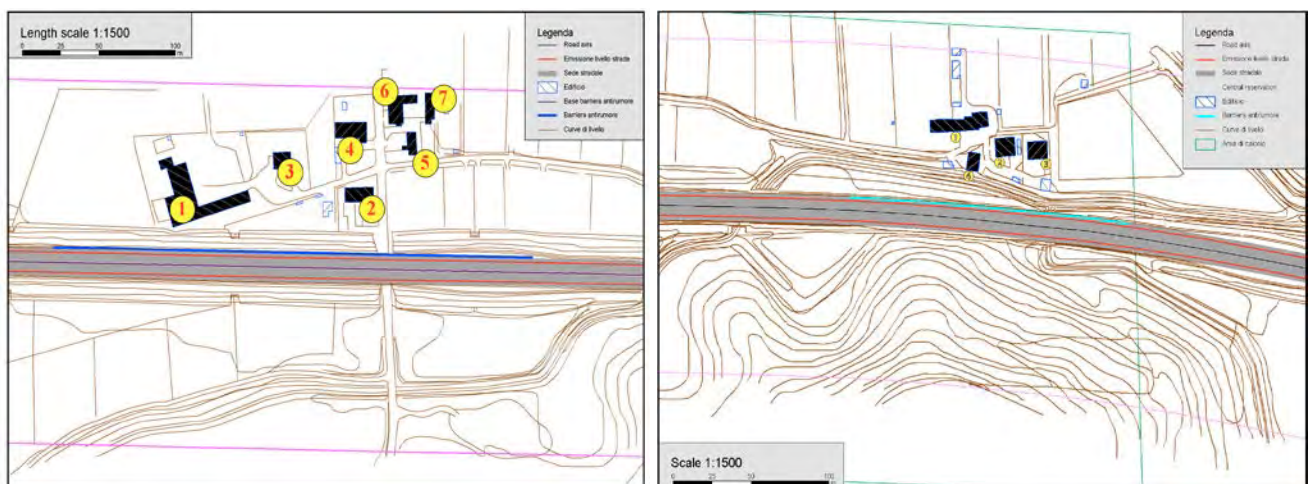 Length scale 1:1500
0 25 50 100
m
Legenda
Road axis
Emissione livello strada
Sede stradale
Edificio
Base barriera antirumore
Barriera antirumore
Curve di livello
6
7
4
5
3
1
2
Legenda
Road axis
Emissione livello strada
Sede stradale
Central reservation
Edificio
Barriera antirumore
Curve di livello
Area di calcolo
Scale 1:1500
0 25 50 100
m